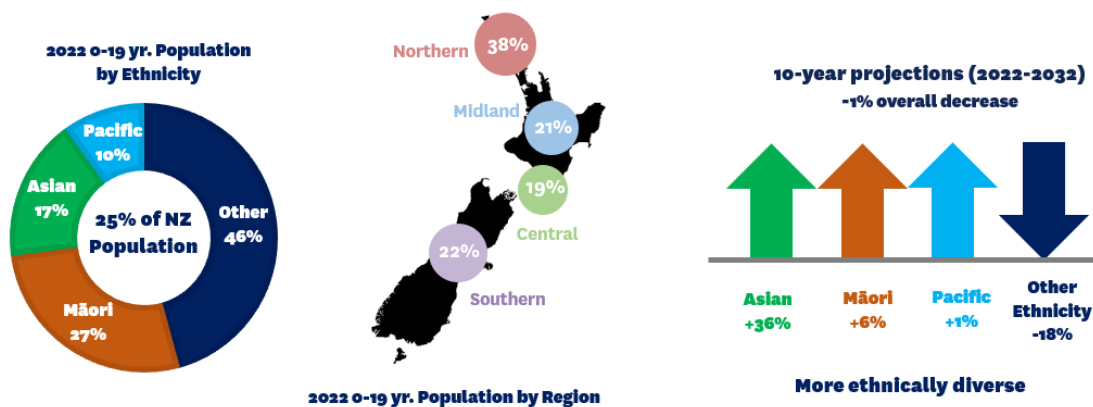 2022 0-19 yr. Population
by Ethnicity
Pacific
10%
Asian
17%
Other
46%
25% of NZ
Population
Māori
27%
Northern
38%
Midland
21%
19%
Central
22%
Southern
2022 0-19 yr. Population by Region
10-year projections (2022-2032)
-1% overall decrease
Asian
+36%
Māori
+6%
Pacific
+1%
Other
Ethnicity
-18%
More ethnically diverse